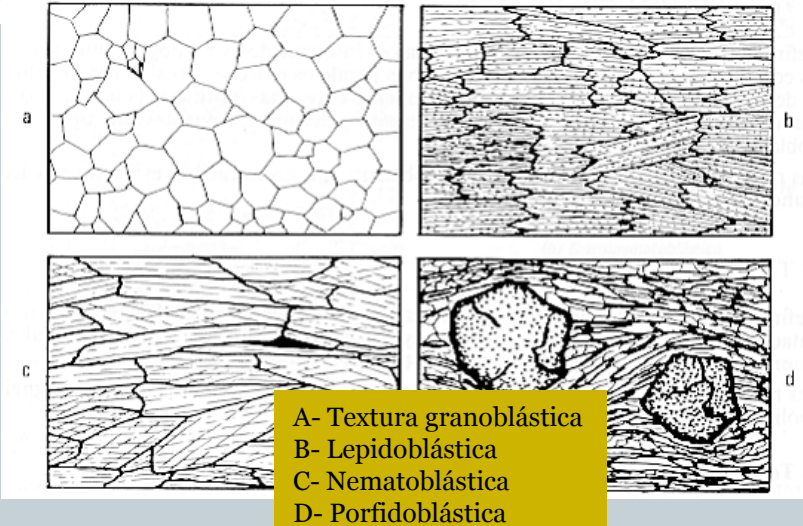 a
b
c
d
A- Textura granoblástica
B- Lepidoblástica
C- Nematoblástica
D- Porfidoblástica